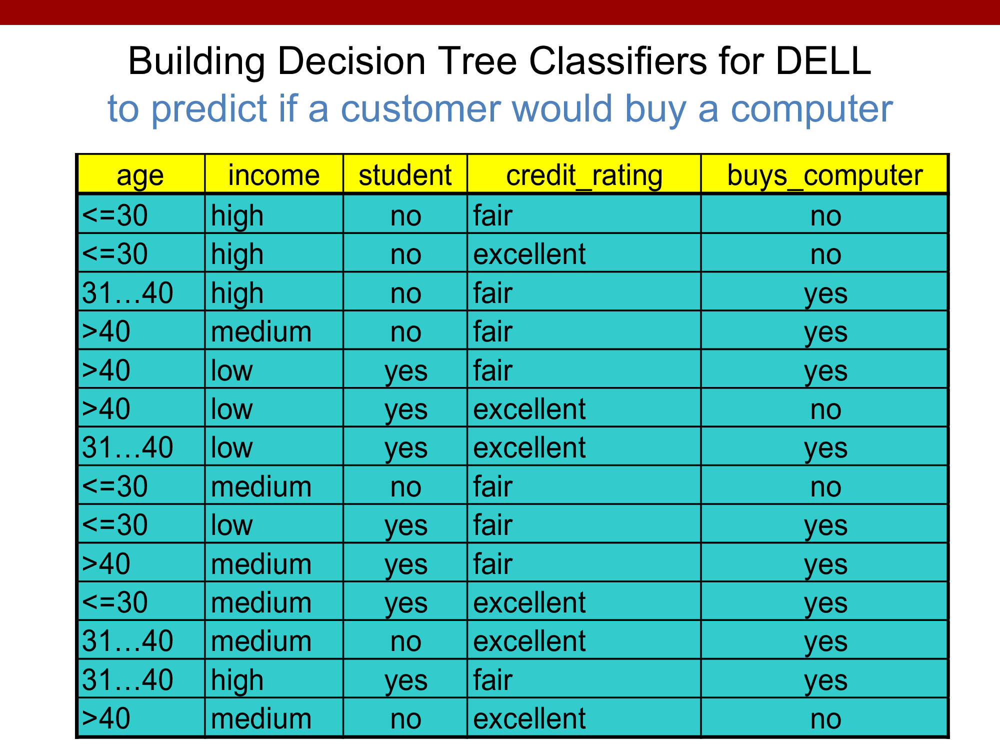 Building Decision Tree Classifiers for DELL
to predict if a customer would buy a computer
age income student credit_rating buys_computer
<=30 high no fair no
<=30 high no excellent no
31…40 high no fair yes
>40 medium no fair yes
>40 low yes fair yes
>40 low yes excellent no
31…40 low yes excellent yes
<=30 medium no fair no
<=30 low yes fair yes
>40 medium yes fair yes
<=30 medium yes excellent yes
31…40 medium no excellent yes
31…40 high yes fair yes
>40 medium no excellent no